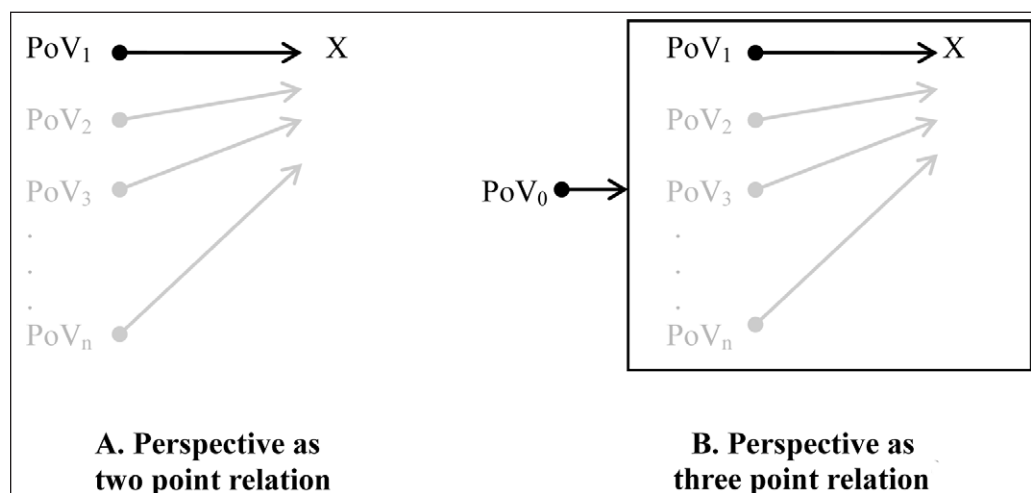 PoV₁ X
PoV₂
PoV₃
.
.
.
PoVₙ
A. Perspective as
two point relation
PoV₀
PoV₁ X
PoV₂
PoV₃
.
.
.
PoVₙ
B. Perspective as
three point relation